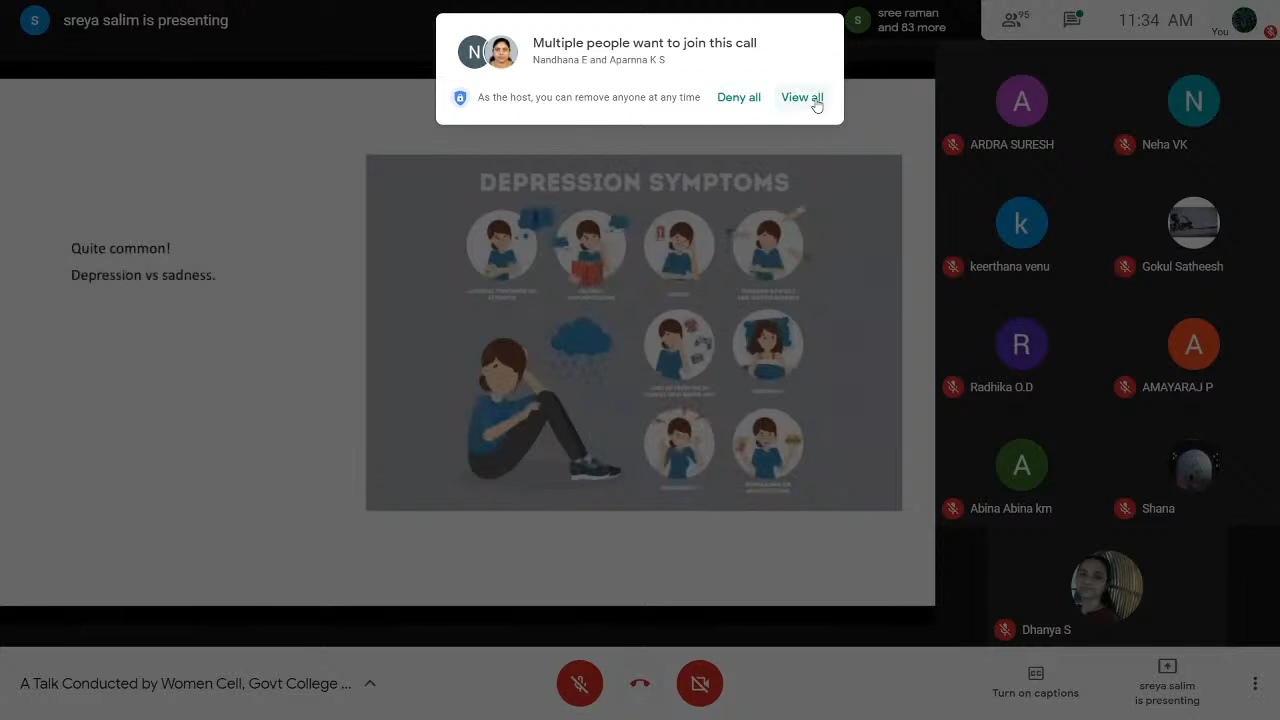 S
sreya salim is presenting
N
Multiple people want to join this call
Nandhana E and Aparnna K S
As the host, you can remove anyone at any time
Deny all
View all
S
sree raman
and 83 more
95
11:34 AM
You
Quite common!
Depression vs sadness.
DEPRESSION SYMPTOMS
A
ARDRA SURESH
N
Neha VK
k
keerthana venu
Gokul Satheesh
R
Radhika O.D
A
AMAYARAJ P
A
Abina Abina km
Shana
Dhanya S
A Talk Conducted by Women Cell, Govt College ...
CC
Turn on captions
sreya salim
is presenting